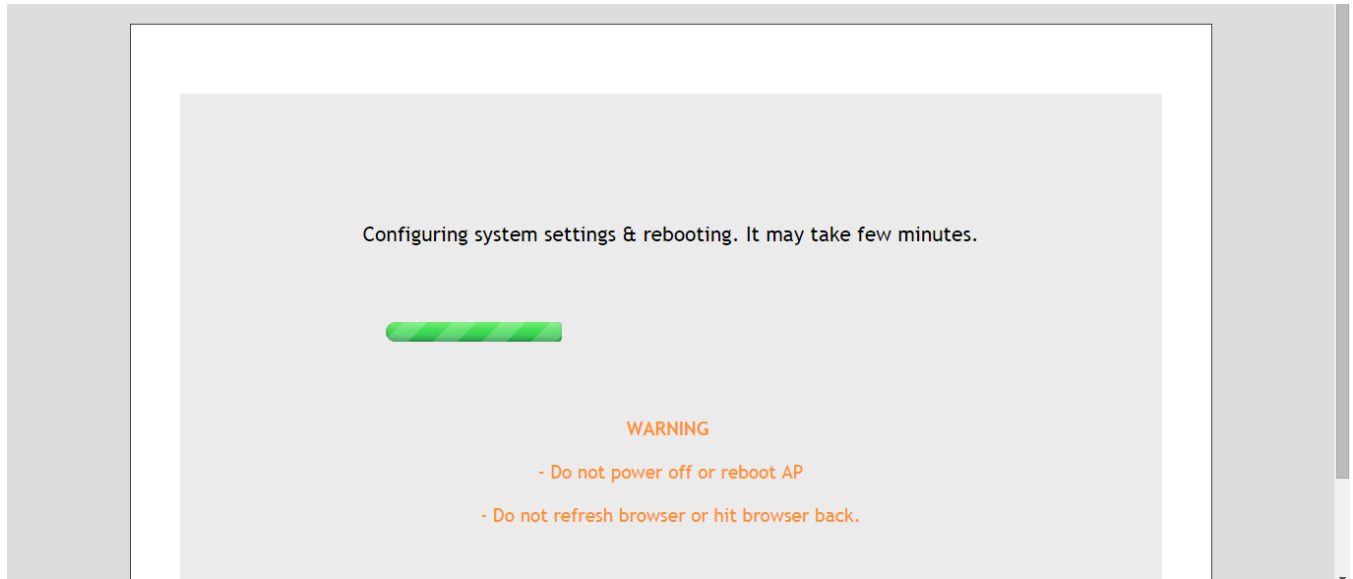 Configuring system settings & rebooting. It may take few minutes.
WARNING
- Do not power off or reboot AP
- Do not refresh browser or hit browser back.